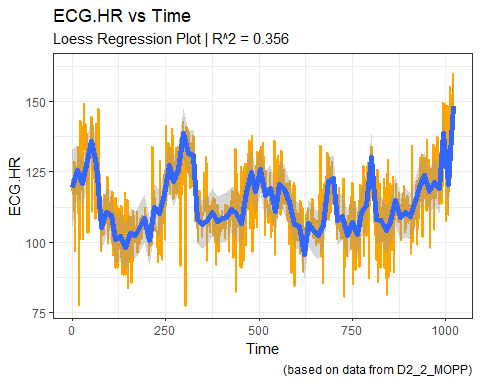 ECG.HR vs Time
Loess Regression Plot | R^2 = 0.356
ECG.HR
150
125
100
75
0 250 500 750 1000
Time
(based on data from D2_2_MOPP)